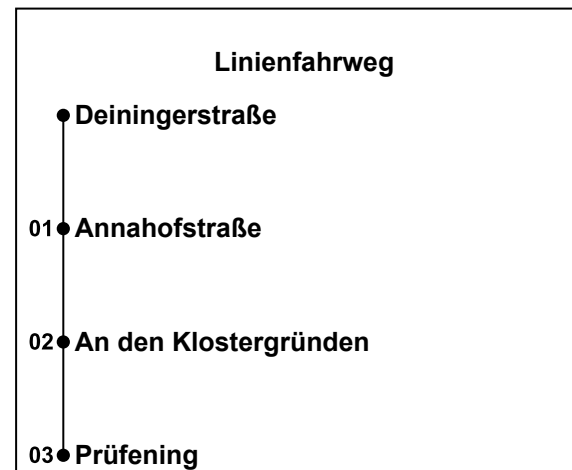 Linienfahrweg
Deiningerstraße
01 Annahofstraße
02 An den Klostergründen
03 Prüfening